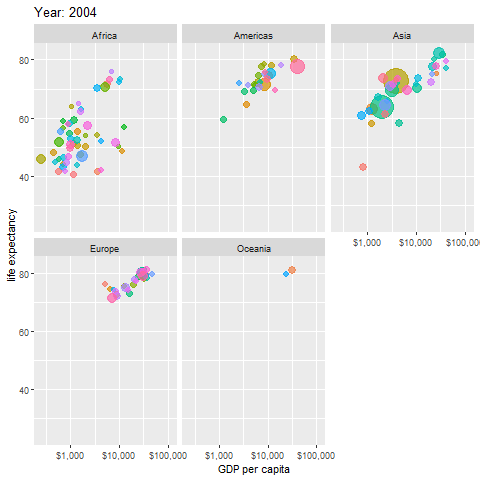 Year: 2004
Africa
Americas
Asia
80
60
40
$1,000
$10,000
$100,000
Europe
Oceania
80
60
40
$1,000
$10,000
$100,000
$1,000
$10,000
$100,000
life expectancy
GDP per capita